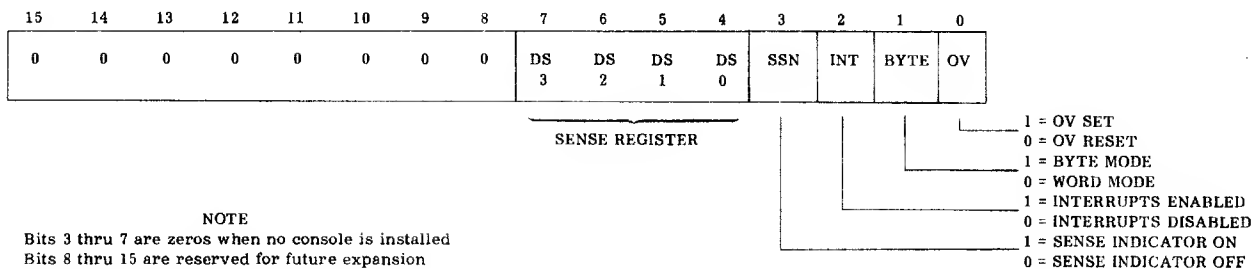 15 14 13 12 11 10 9 8 7 6 5 4 3 2 1 0
0 0 0 0 0 0 0 0 DS DS DS DS SSN INT BYTE OV
3 2 1 0
SENSE REGISTER
1 = OV SET
0 = OV RESET
1 = BYTE MODE
0 = WORD MODE
1 = INTERRUPTS ENABLED
0 = INTERRUPTS DISABLED
1 = SENSE INDICATOR ON
0 = SENSE INDICATOR OFF
NOTE
Bits 3 thru 7 are zeros when no console is installed
Bits 8 thru 15 are reserved for future expansion